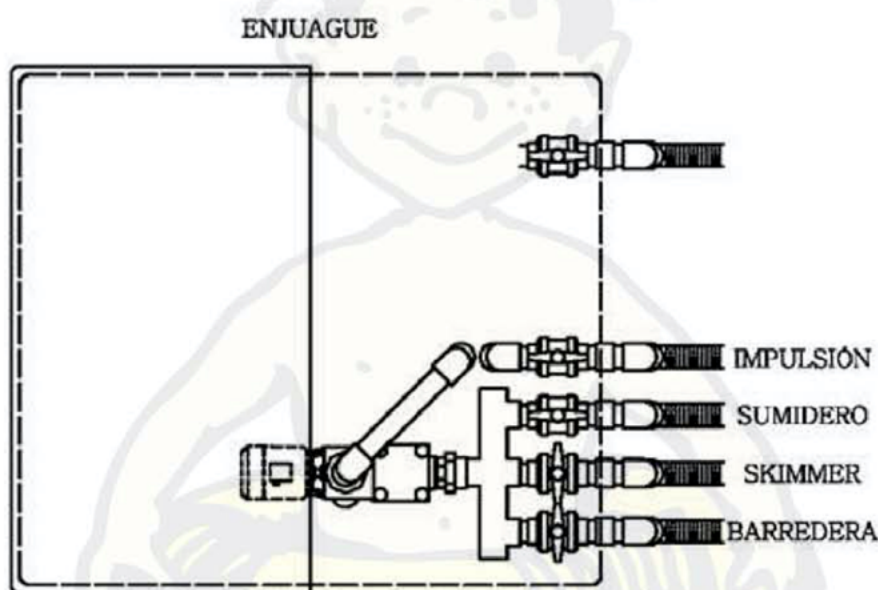 ENJUAGUE
IMPULSIÓN
SUMIDERO
SKIMMER
BARREDERA